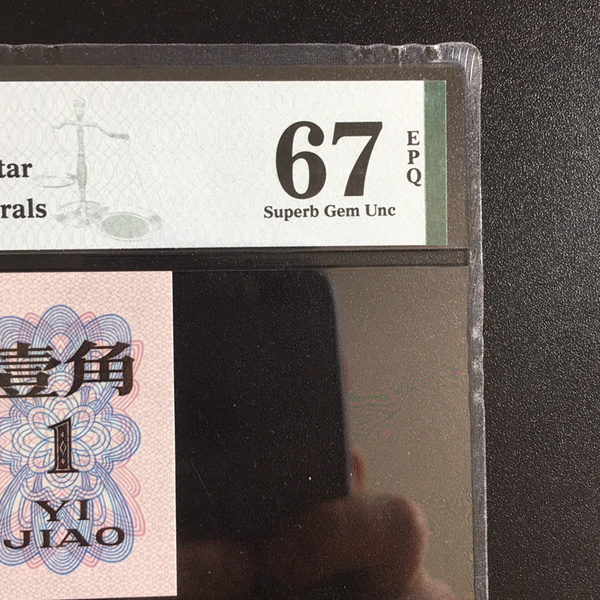 tar
rals
67
EPQ
Superb Gem Unc
壹角
1
YI
JIAO